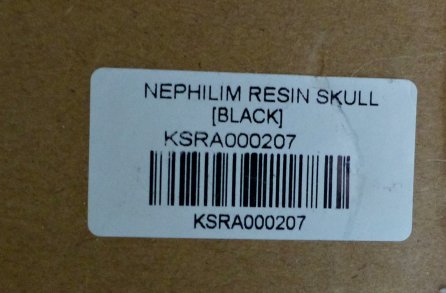 NEPHILIM RESIN SKULL
[BLACK]
KSRA000207
KSRA000207